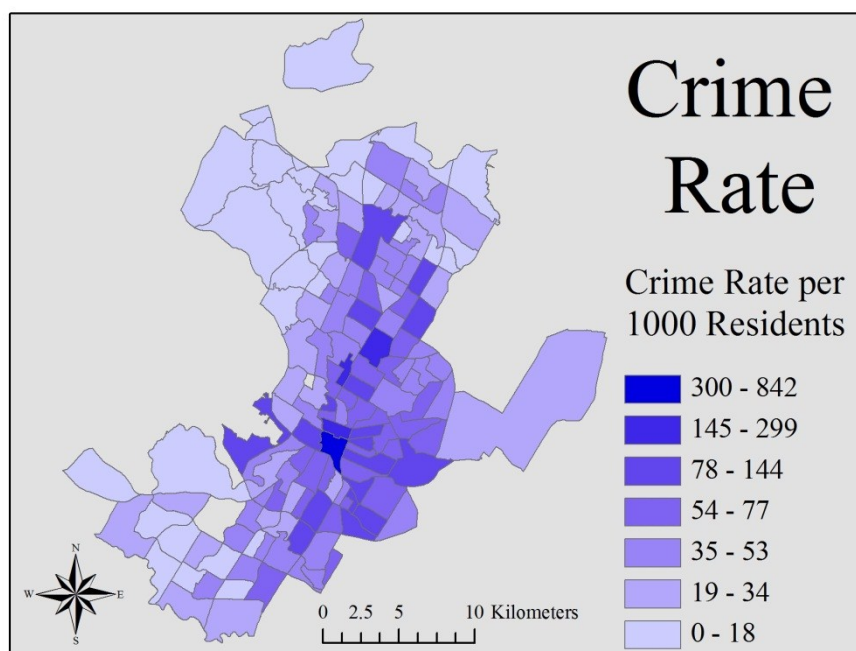 Crime
Rate
Crime Rate per
1000 Residents
300 - 842
145 - 299
78 - 144
54 - 77
35 - 53
19 - 34
0 - 18
N
W E
S
0 2.5 5 10 Kilometers